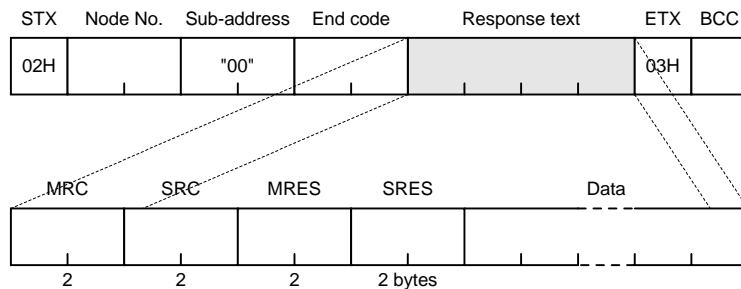 STX Node No. Sub-address End code Response text ETX BCC
02H "00" 03H
MRC SRC MRES SRES Data
2 2 2 2 bytes